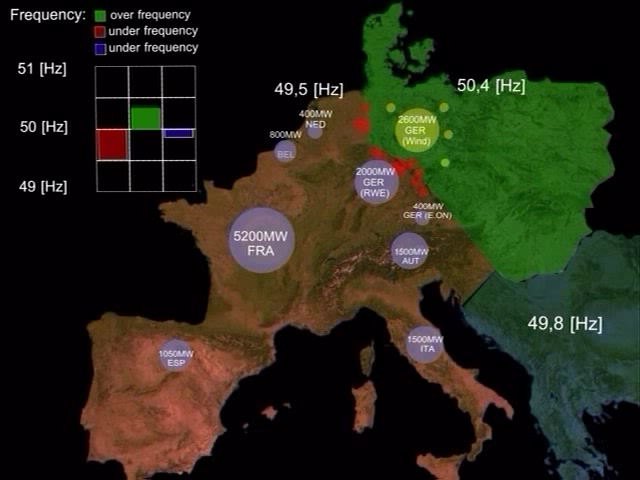 Frequency:
over frequency
under frequency
under frequency
51 [Hz]
50 [Hz]
49 [Hz]
49,5 [Hz]
50,4 [Hz]
400MW
NED
800MW
BEL
2600MW
GER
(Wind)
2000MW
GER
(RWE)
400MW
GER (E.ON)
5200MW
FRA
1500MW
AUT
49,8 [Hz]
1500MW
ITA
1050MW
ESP